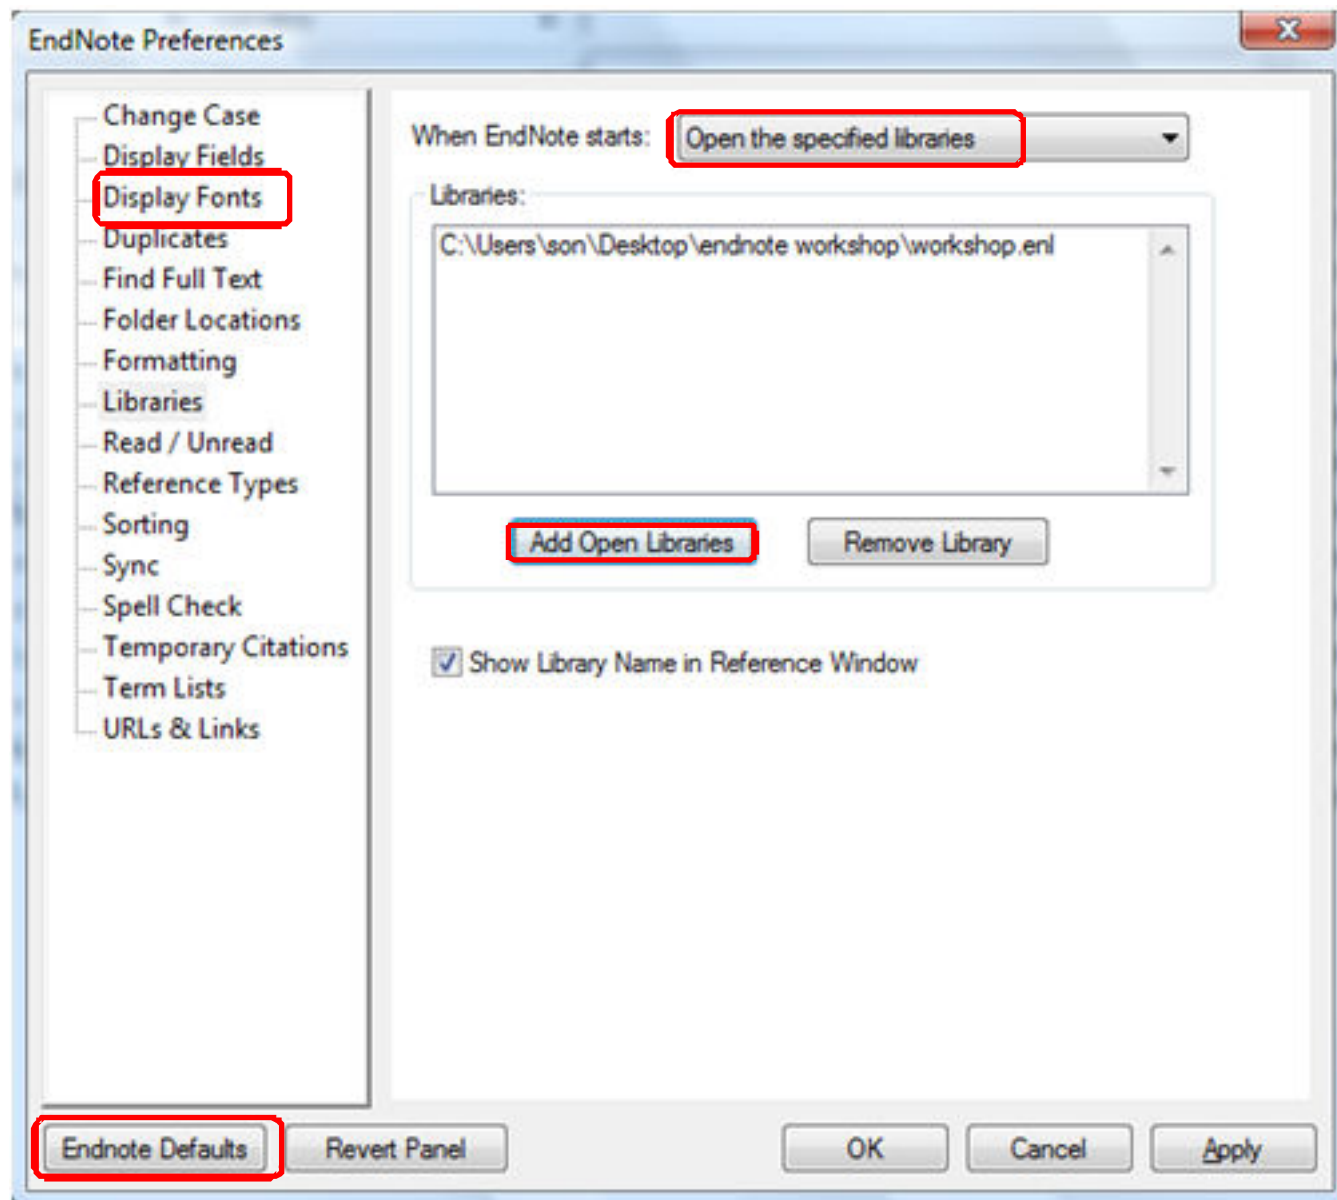 EndNote Preferences
Change Case
Display Fields
Display Fonts
Duplicates
Find Full Text
Folder Locations
Formatting
Libraries
Read / Unread
Reference Types
Sorting
Sync
Spell Check
Temporary Citations
Term Lists
URLs & Links
When EndNote starts: Open the specified libraries
Libraries:
C:\Users\son\Desktop\endnote workshop\workshop.enl
Add Open Libraries Remove Library
Show Library Name in Reference Window
Endnote Defaults Revert Panel OK Cancel Apply